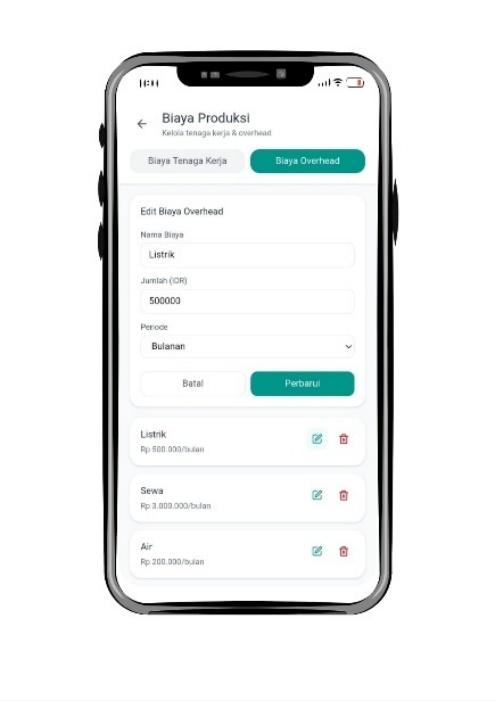 11:11
Biaya Produksi
Kelola tenaga kerja & overhead
Biaya Tenaga Kerja
Biaya Overhead
Edit Biaya Overhead
Nama Biaya
Listrik
Jumlah (IDR)
500000
Periode
Bulanan
Batal
Perbarui
Listrik
Rp 500.000/bulan
Sewa
Rp 3.000.000/bulan
Air
Rp 200.000/bulan